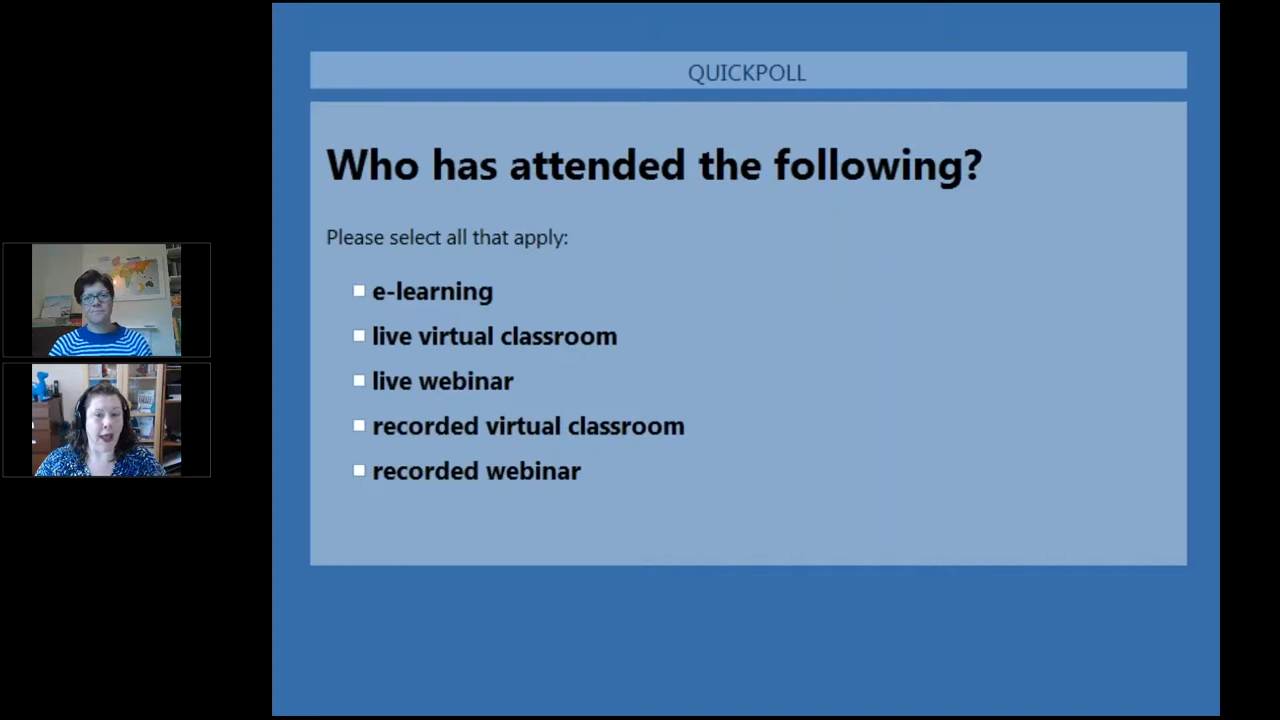 QUICKPOLL
Who has attended the following?
Please select all that apply:
e-learning
live virtual classroom
live webinar
recorded virtual classroom
recorded webinar